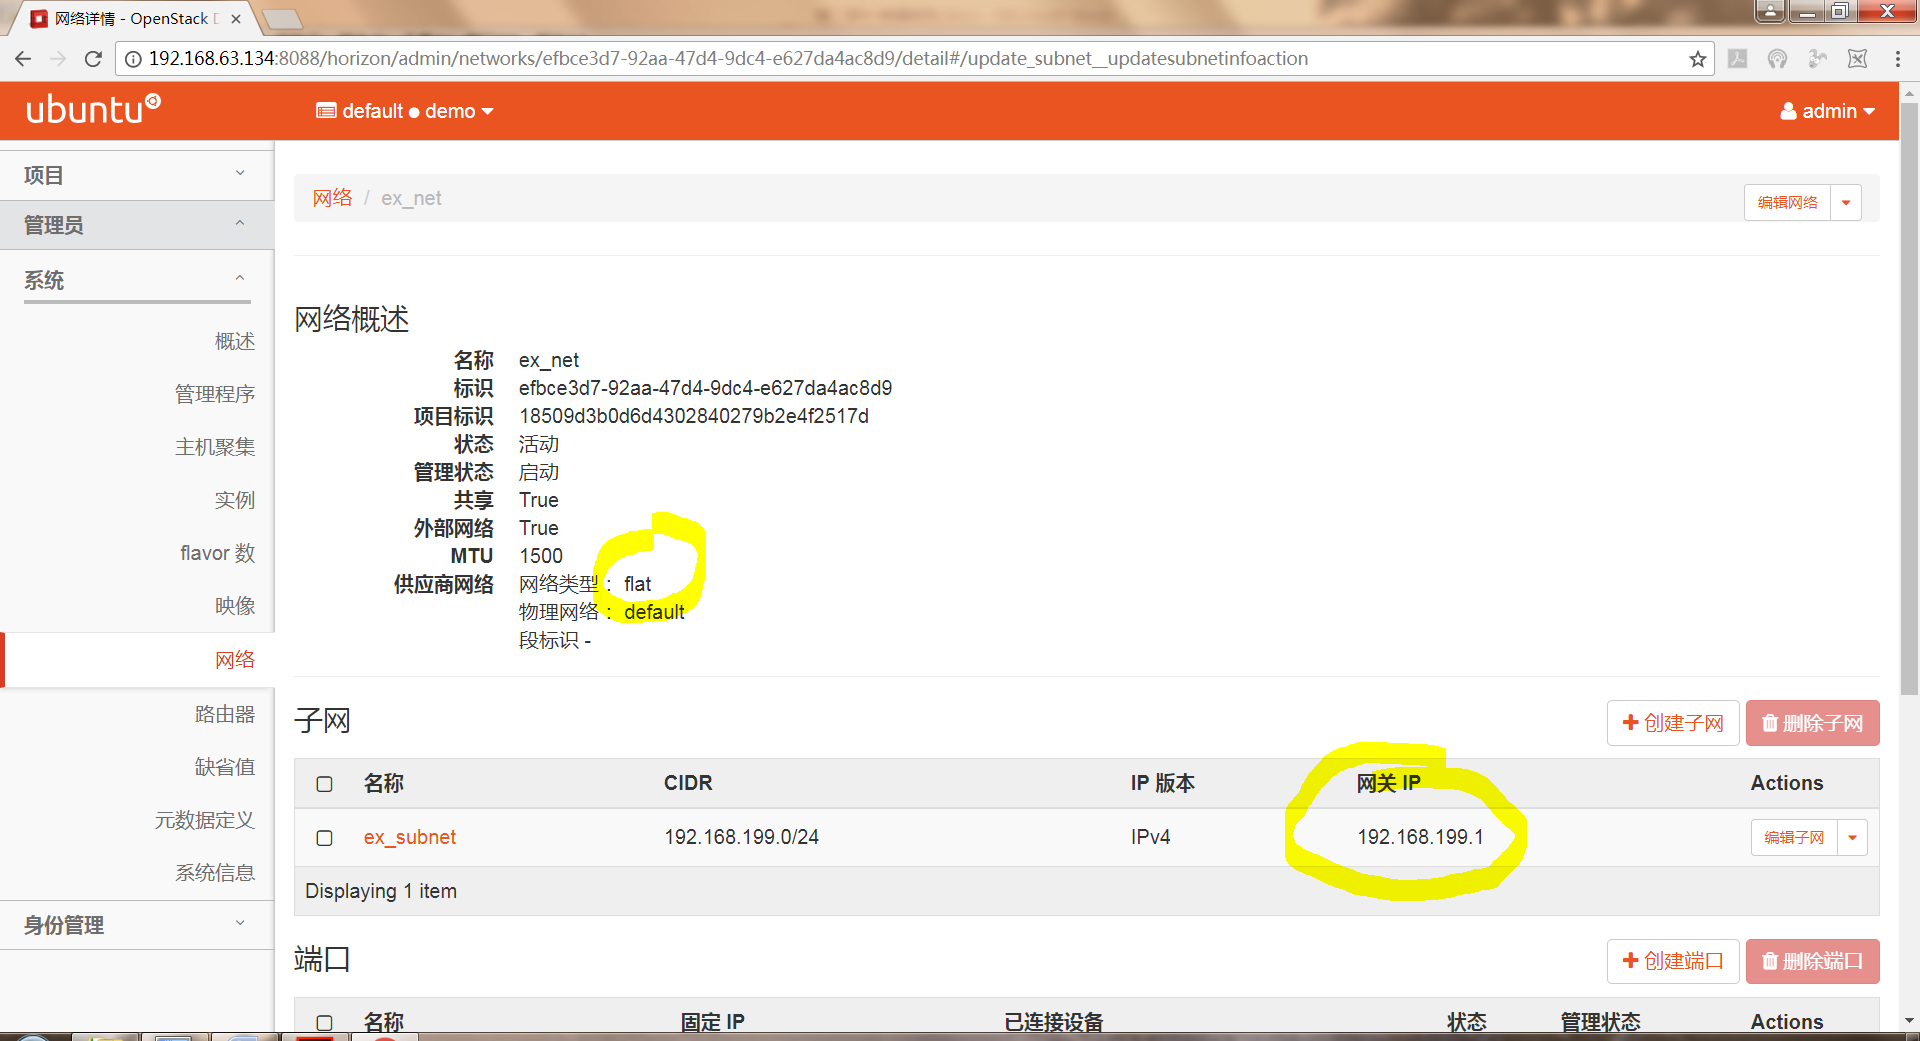 网络详情 - OpenStack D
192.168.63.134:8088/horizon/admin/networks/efbce3d7-92aa-47d4-9dc4-e627da4ac8d9/detail#/update_subnet__updatesubnetinfoaction
ubuntu
default ● demo
admin
项目
管理员
系统
概述
管理程序
主机聚集
实例
flavor 数
映像
网络
路由器
缺省值
元数据定义
系统信息
身份管理
网络 / ex_net
编辑网络
网络概述
名称 ex_net
标识 efbce3d7-92aa-47d4-9dc4-e627da4ac8d9
项目标识 18509d3b0d6d4302840279b2e4f2517d
状态 活动
管理状态 启动
共享 True
外部网络 True
MTU 1500
供应商网络 网络类型： flat
物理网络： default
段标识 -
子网
创建子网 删除子网
名称 CIDR IP 版本 网关 IP Actions
ex_subnet 192.168.199.0/24 IPv4 192.168.199.1 编辑子网
Displaying 1 item
端口
创建端口 删除端口
名称 固定 IP 已连接设备 状态 管理状态 Actions